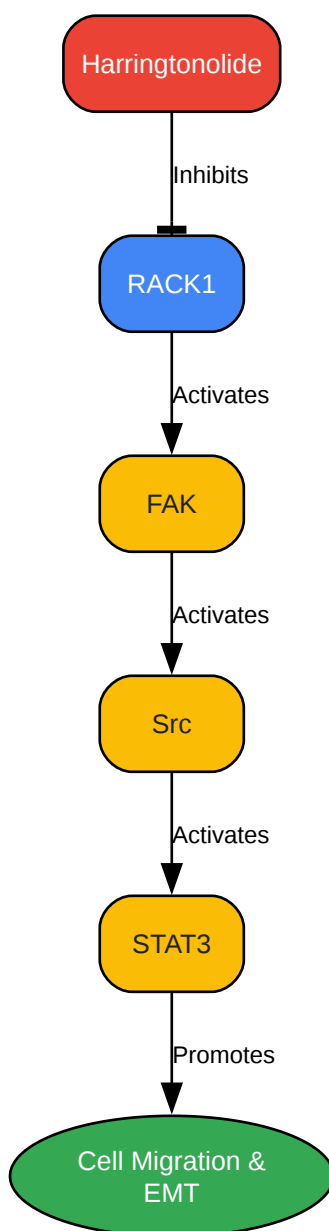 Harringtonolide
Inhibits
RACK1
Activates
FAK
Activates
Src
Activates
STAT3
Promotes
Cell Migration &
EMT